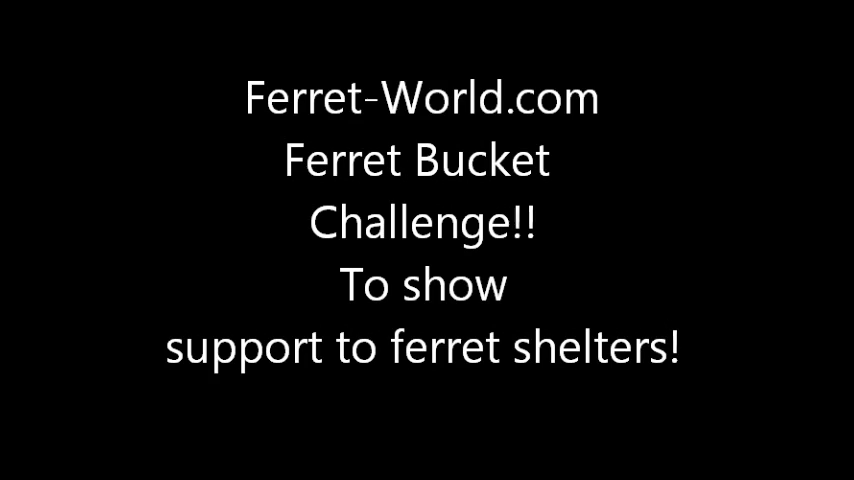 Ferret-World.com
Ferret Bucket
Challenge!!
To show
support to ferret shelters!